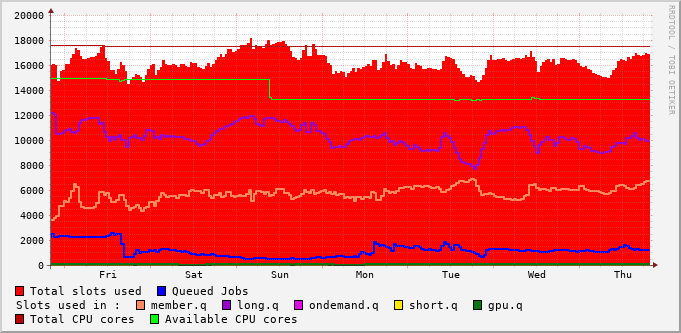 20000
18000
16000
14000
12000
10000
8000
6000
4000
2000
0
Fri Sat Sun Mon Tue Wed Thu
RRDTOOL / TOBI OETIKER
Total slots used Queued Jobs
Slots used in : member.q long.q ondemand.q short.q gpu.q
Total CPU cores Available CPU cores